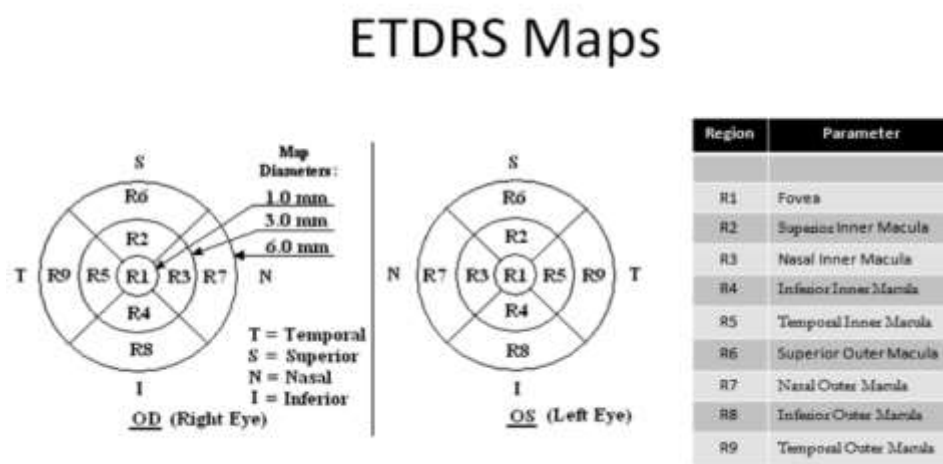 ETDRS Maps
S
Map
Diameters:
1.0 mm
3.0 mm
6.0 mm
R6
R2
T R9 R5 R1 R3 R7 N
R4
R8
I
T = Temporal
S = Superior
N = Nasal
I = Inferior
OD (Right Eye)
S
R6
R2
N R7 R3 R1 R5 R9 T
R4
R8
I
OS (Left Eye)
Region Parameter
R1 Fovea
R2 Superior Inner Macula
R3 Nasal Inner Macula
R4 Inferior Inner Macula
R5 Temporal Inner Macula
R6 Superior Outer Macula
R7 Nasal Outer Macula
R8 Inferior Outer Macula
R9 Temporal Outer Macula